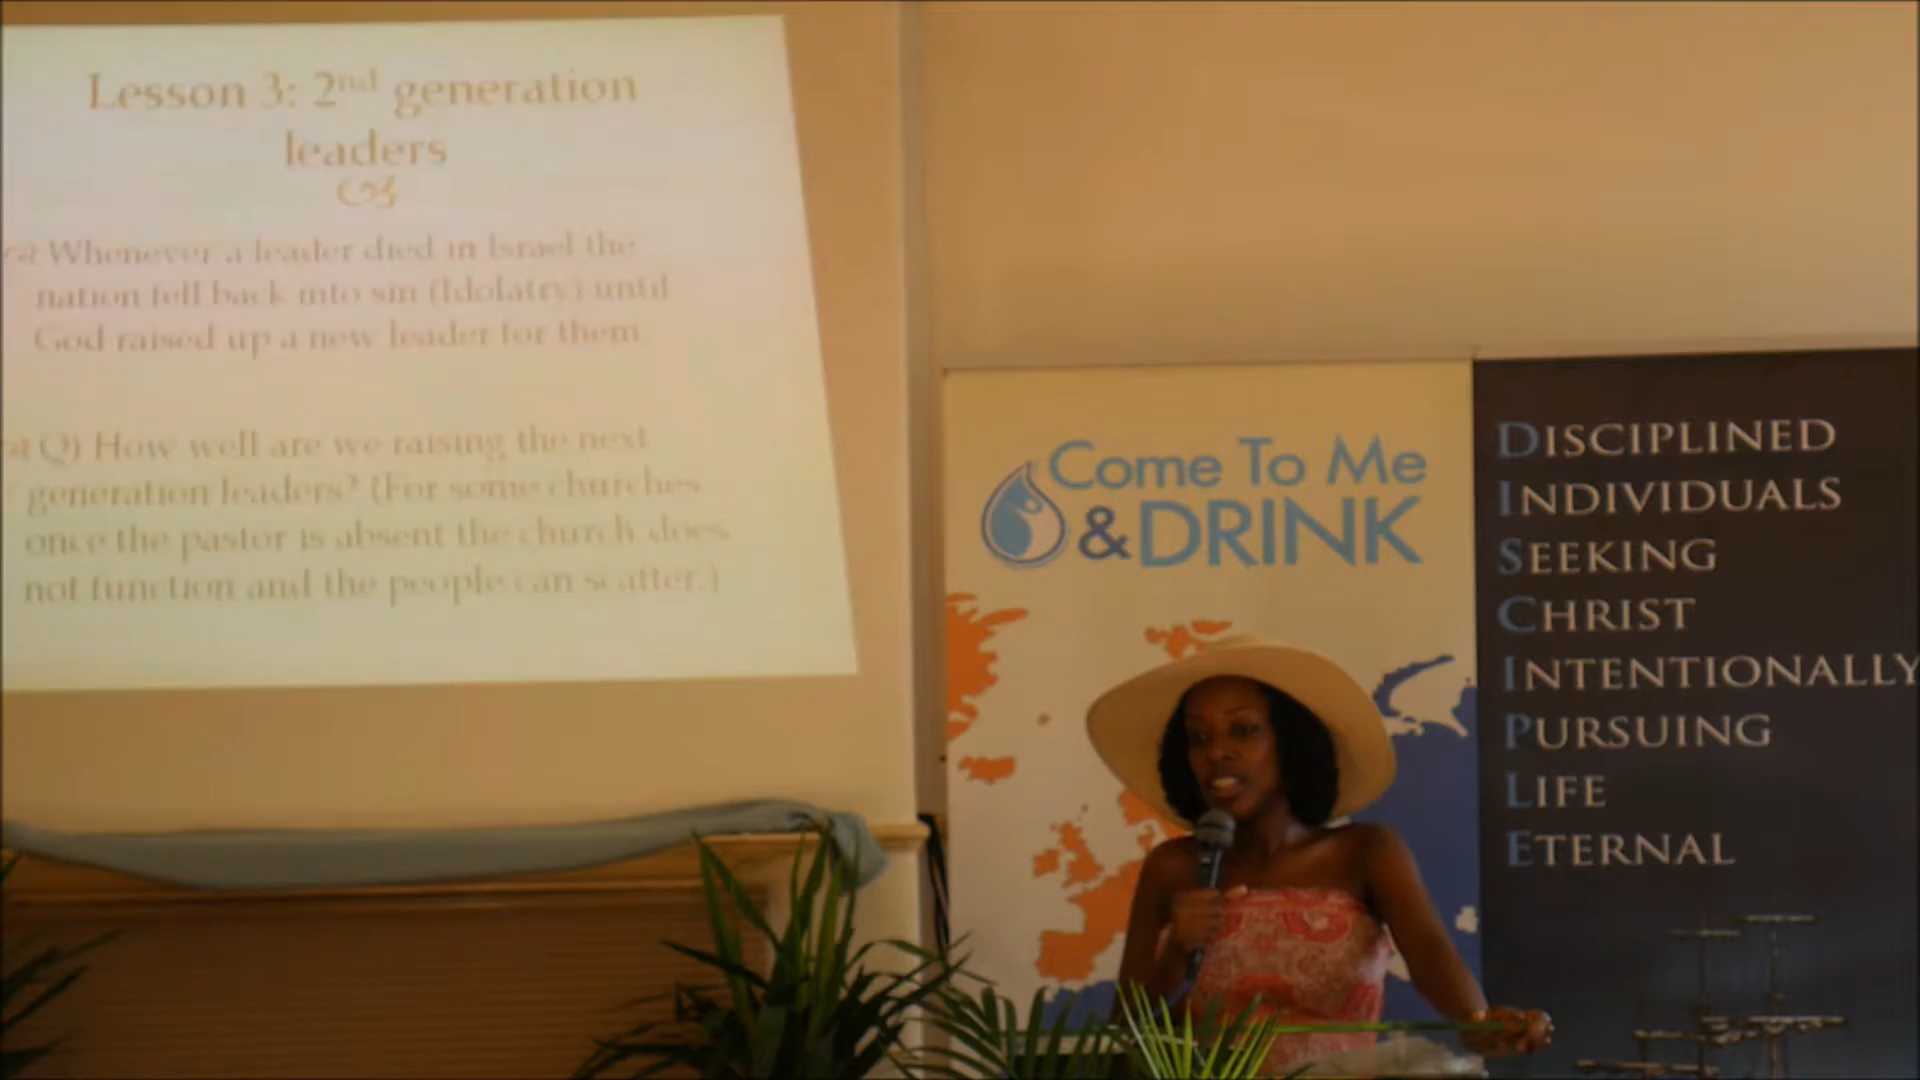 Lesson 3: 2nd generation
leaders
Whenever a leader died in Israel the
nation fell back into sin (Idolatry) until
God raised up a new leader for them.
Q) How well are we raising the next
generation leaders? (For some churches
once the pastor is absent the church does
not function and the people can scatter.)
Come To Me
& DRINK
DISCIPLINED
INDIVIDUALS
SEEKING
CHRIST
INTENTIONALLY
PURSUING
LIFE
ETERNAL